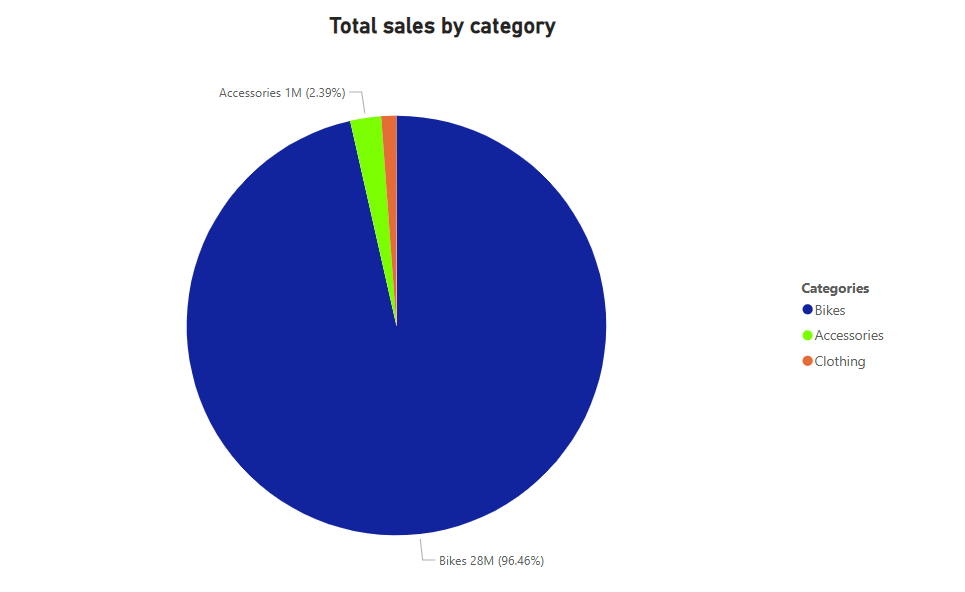 Total sales by category
Accessories 1M (2.39%)
Categories
Bikes
Accessories
Clothing
Bikes 28M (96.46%)